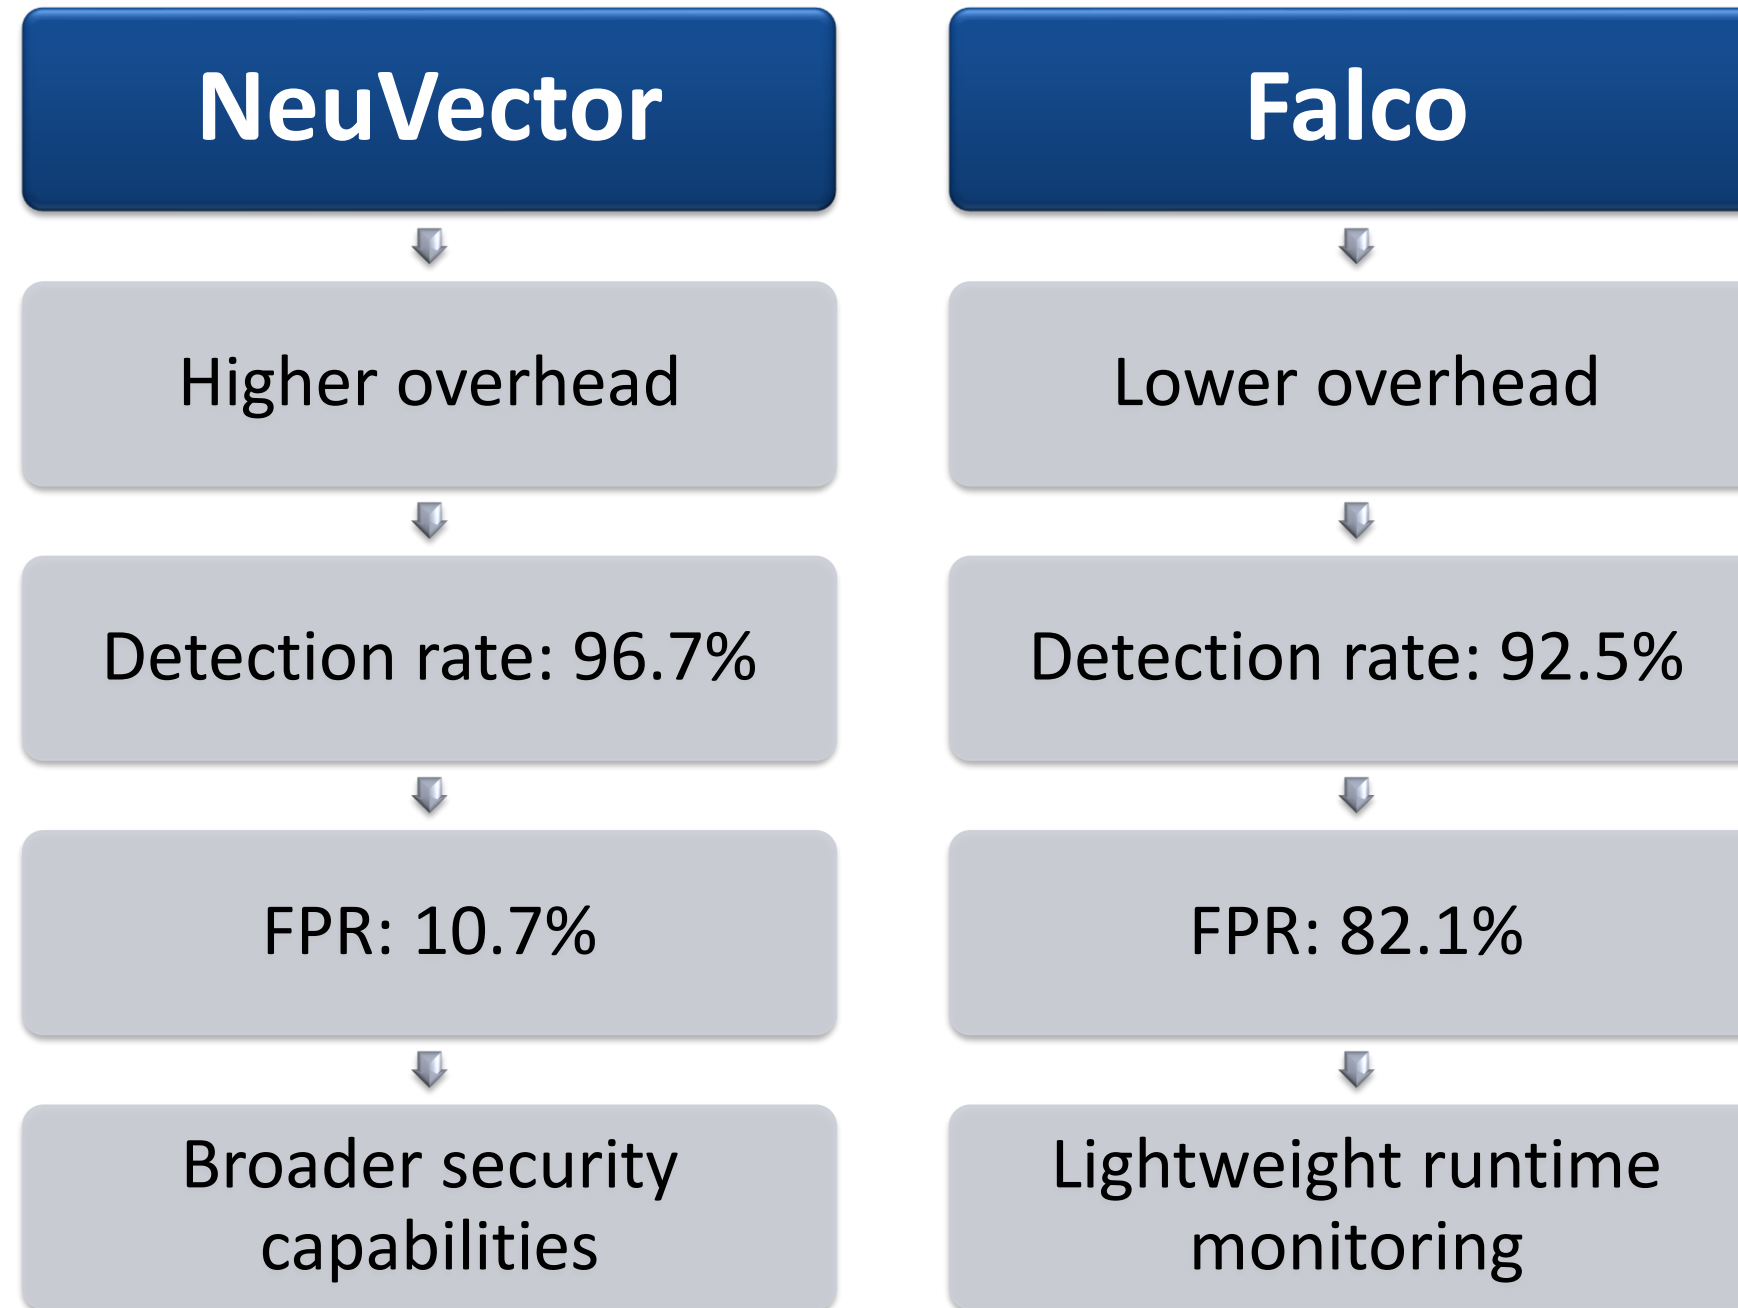 NeuVector
Higher overhead
Detection rate: 96.7%
FPR: 10.7%
Broader security
capabilities
Falco
Lower overhead
Detection rate: 92.5%
FPR: 82.1%
Lightweight runtime
monitoring